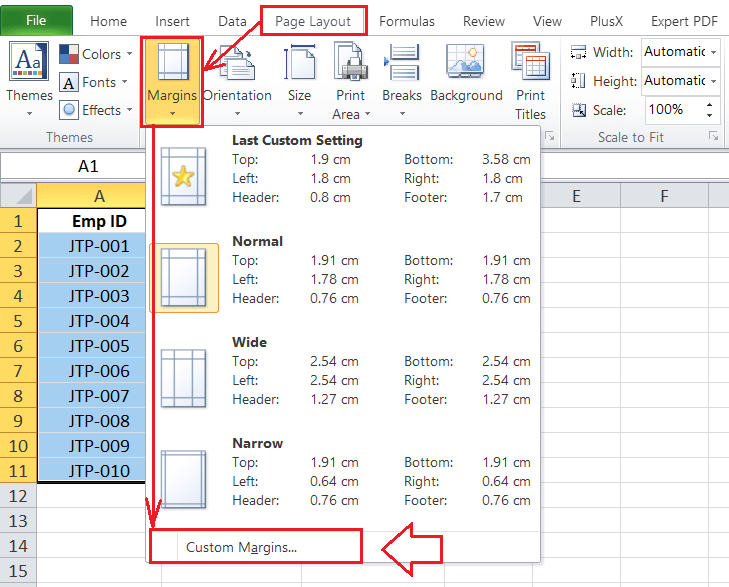 File Home Insert Data Page Layout Formulas Review View PlusX Expert PDF
Aa Colors Width: Automatic
A Fonts Height: Automatic
Themes Effects Margins Orientation Size Print Area Breaks Background Print Titles Scale: 100%
Themes Scale to Fit
A1
A E F
Last Custom Setting
Top: 1.9 cm Bottom: 3.58 cm
Left: 1.8 cm Right: 1.8 cm
Header: 0.8 cm Footer: 1.7 cm
Normal
Top: 1.91 cm Bottom: 1.91 cm
Left: 1.78 cm Right: 1.78 cm
Header: 0.76 cm Footer: 0.76 cm
Wide
Top: 2.54 cm Bottom: 2.54 cm
Left: 2.54 cm Right: 2.54 cm
Header: 1.27 cm Footer: 1.27 cm
Narrow
Top: 1.91 cm Bottom: 1.91 cm
Left: 0.64 cm Right: 0.64 cm
Header: 0.76 cm Footer: 0.76 cm
Custom Margins...
1 Emp ID
2 JTP-001
3 JTP-002
4 JTP-003
5 JTP-004
6 JTP-005
7 JTP-006
8 JTP-007
9 JTP-008
10 JTP-009
11 JTP-010
12
13
14
15